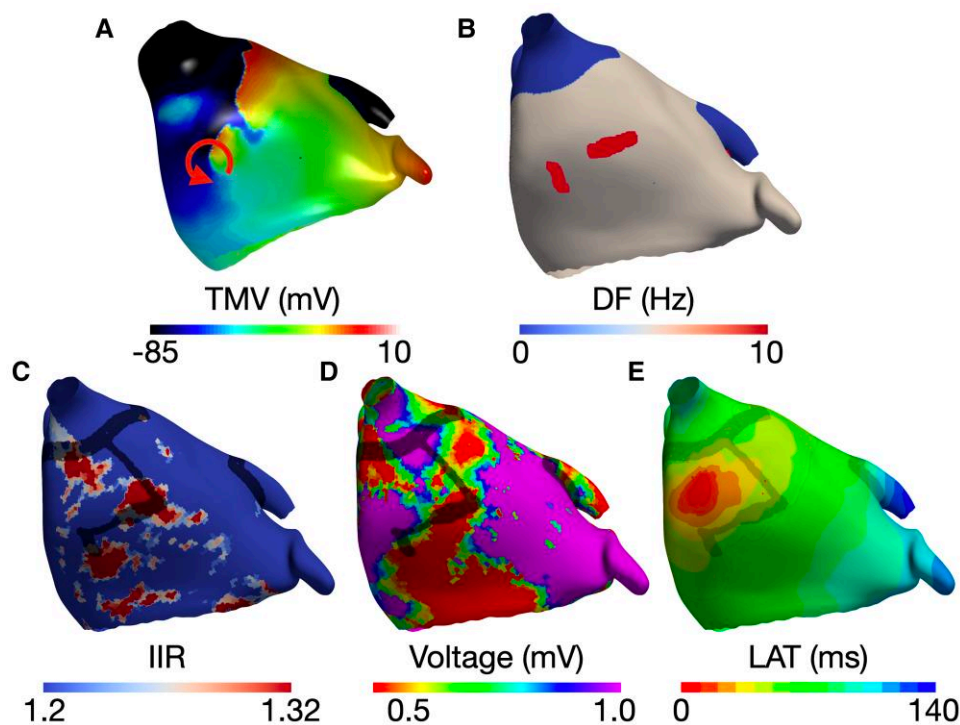 A
B
TMV (mV)
DF (Hz)
-85
10
0
10
C
D
E
IIR
Voltage (mV)
LAT (ms)
1.2
1.32
0.5
1.0
0
140